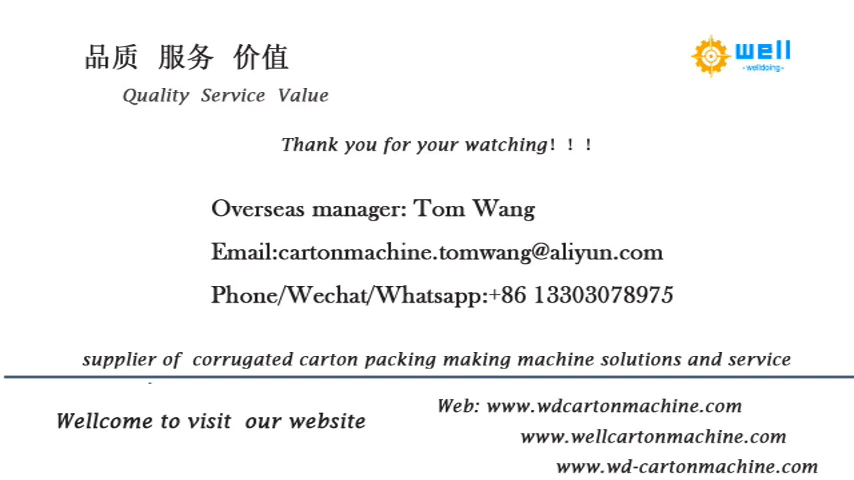 品质 服务 价值
well
-welldoing-
Quality Service Value
Thank you for your watching！！！
Overseas manager: Tom Wang
Email:cartonmachine.tomwang@aliyun.com
Phone/Wechat/Whatsapp:+86 13303078975
supplier of corrugated carton packing making machine solutions and service
Wellcome to visit our website
Web: www.wdcartonmachine.com
www.wellcartonmachine.com
www.wd-cartonmachine.com